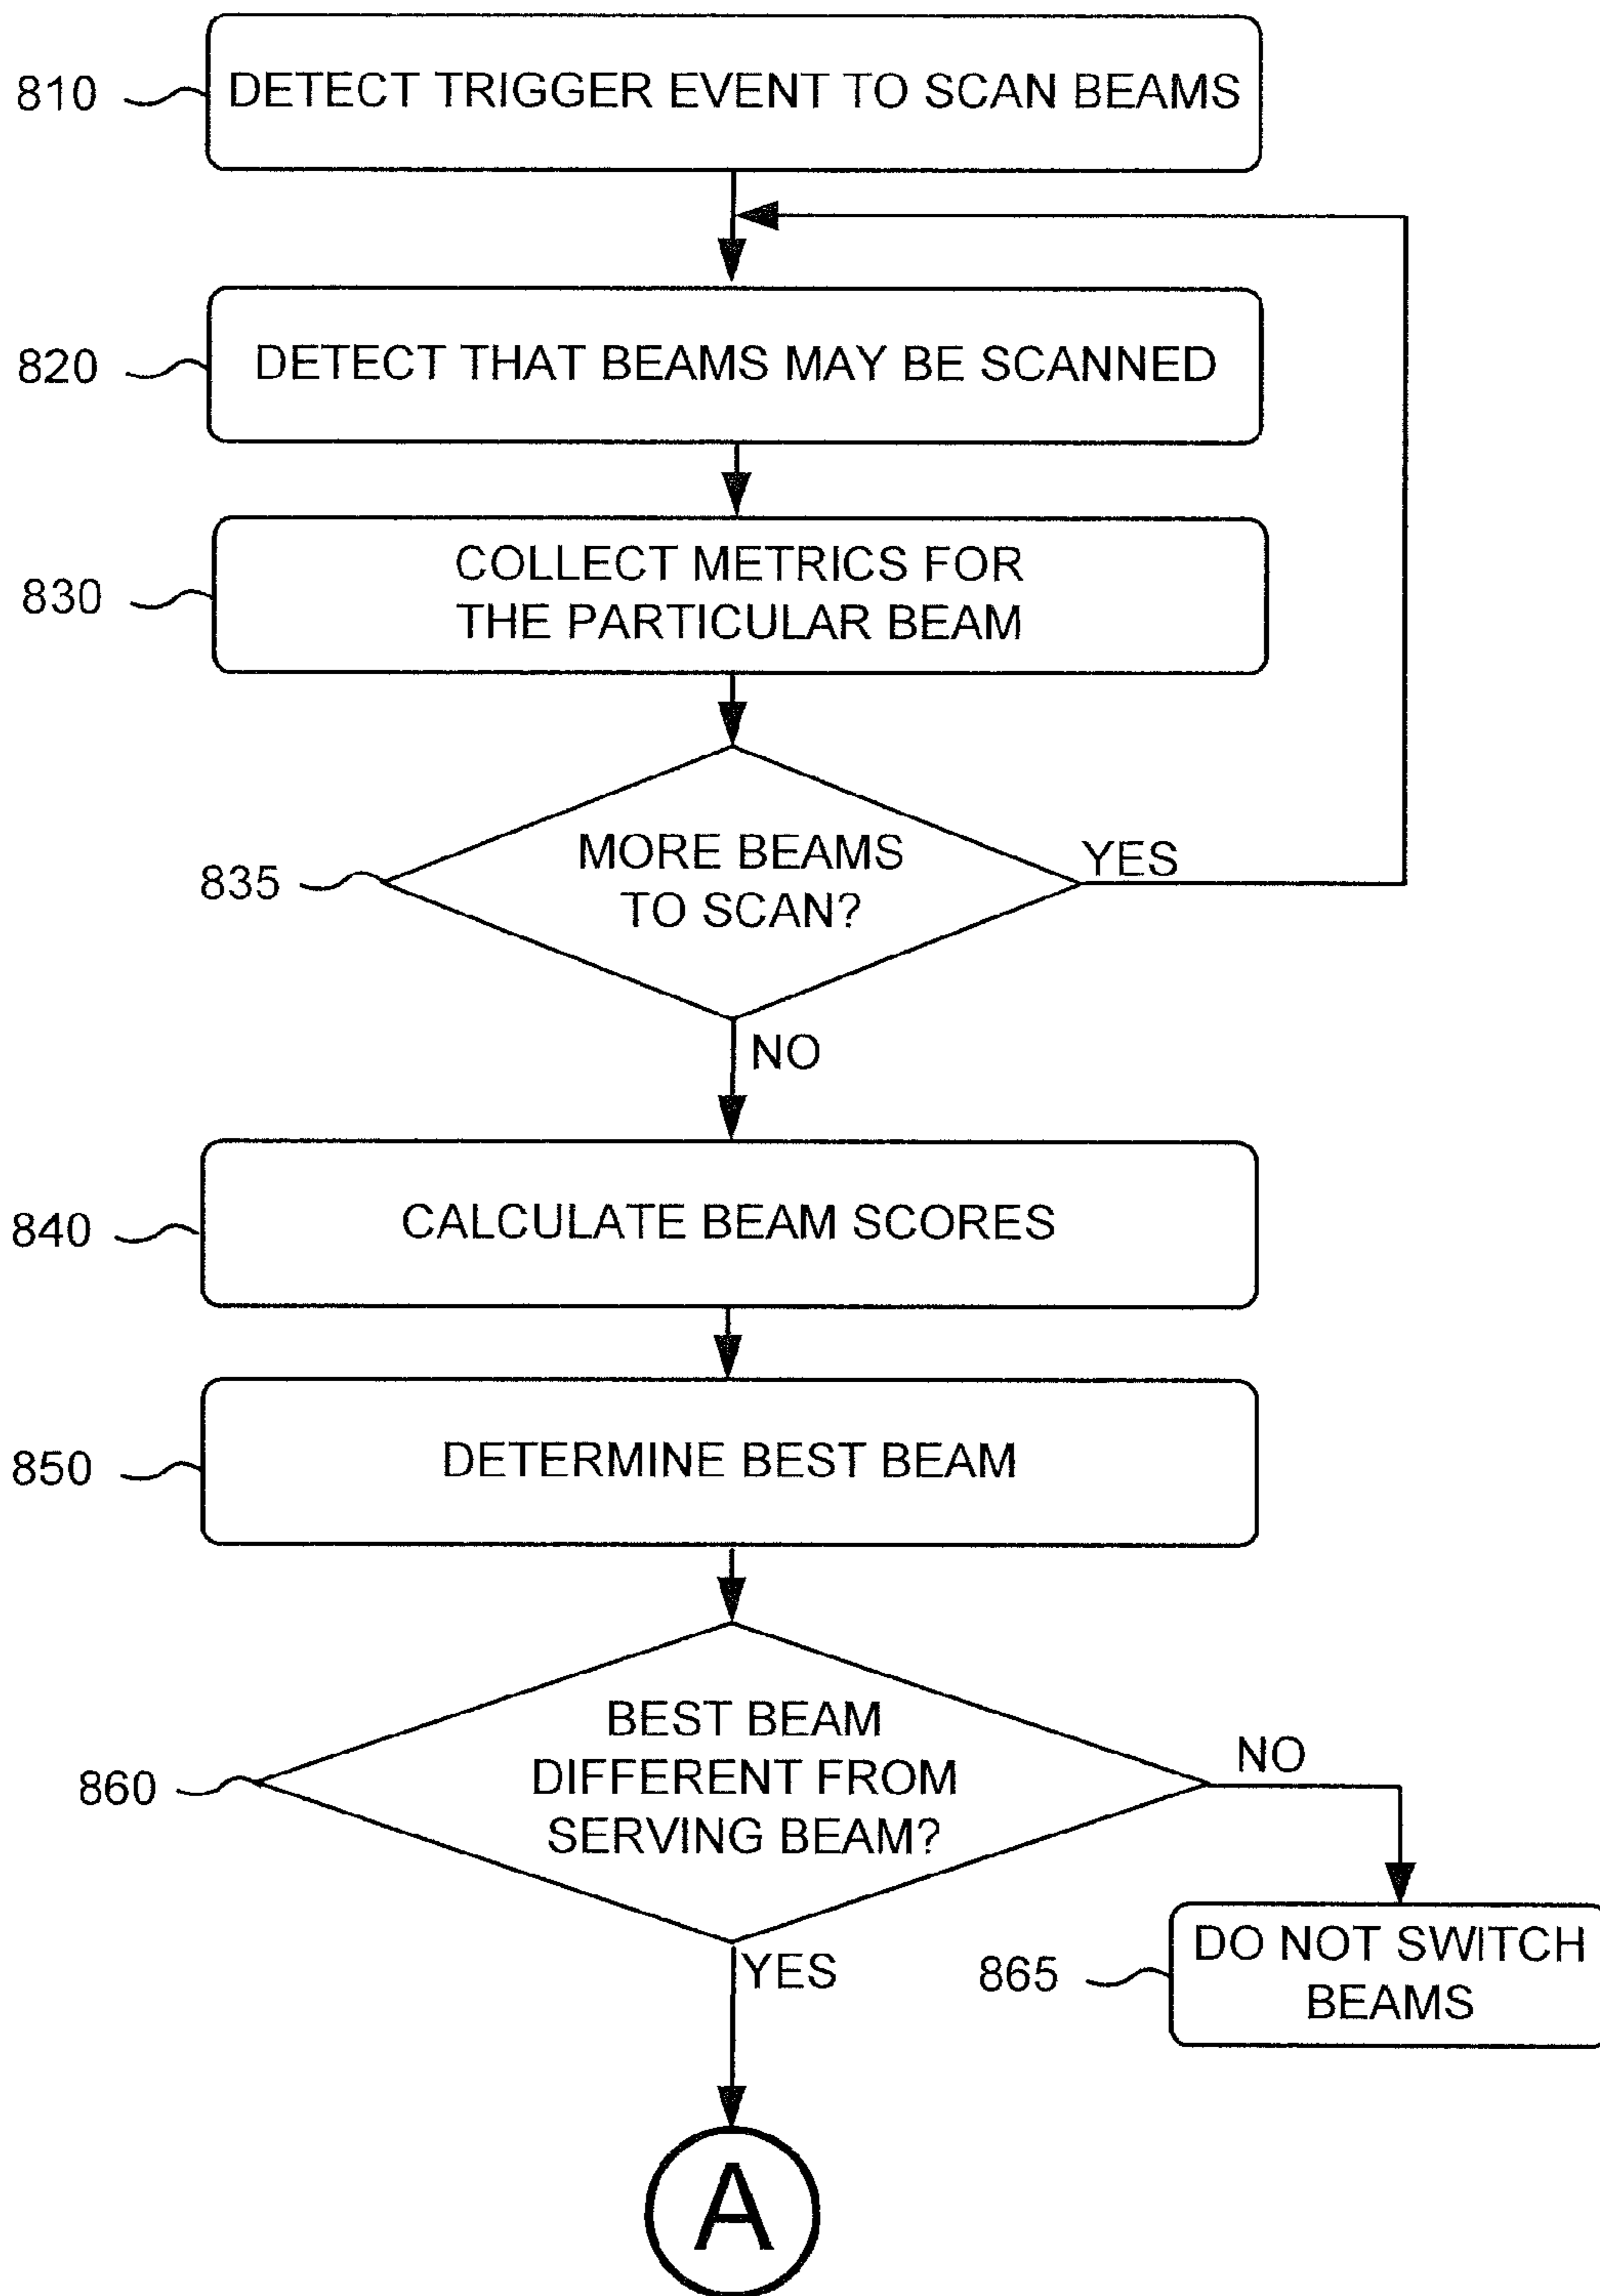 810
DETECT TRIGGER EVENT TO SCAN BEAMS
820
DETECT THAT BEAMS MAY BE SCANNED
830
COLLECT METRICS FOR
THE PARTICULAR BEAM
835
MORE BEAMS
TO SCAN?
YES
NO
840
CALCULATE BEAM SCORES
850
DETERMINE BEST BEAM
860
BEST BEAM
DIFFERENT FROM
SERVING BEAM?
NO
YES
865
DO NOT SWITCH
BEAMS
A